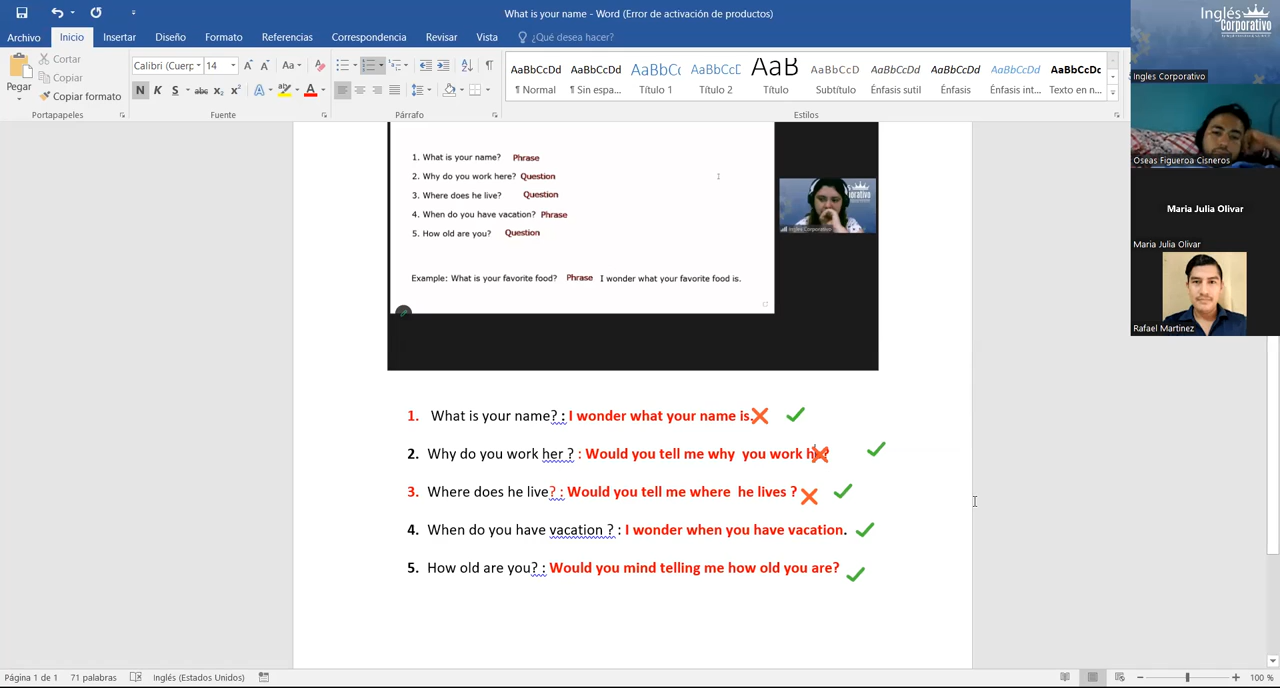 What is your name - Word (Error de activación de productos)
Archivo Inicio Insertar Diseño Formato Referencias Correspondencia Revisar Vista ¿Qué desea hacer?
Pegar
Cortar
Copiar
Copiar formato
Portapapeles
Calibri (Cuerp 14
N K S abc x₂ x²
Fuente
Párrafo
AaBbCcDd AaBbCcDd AaBbCc AaBbCcD AaB AaBbCcD AaBbCcDd AaBbCcDd AaBbCcDd AaBbCcDc
¶ Normal ¶ Sin espa... Título 1 Título 2 Título Subtítulo Énfasis sutil Énfasis Énfasis int... Texto en n...
Estilos
Inglés
Corporativo
Ingles Corporativo
Oseas Figueroa Cisneros
Maria Julia Olivar
Maria Julia Olivar
Rafael Martinez
1. What is your name? Phrase
2. Why do you work here? Question
3. Where does he live? Question
4. When do you have vacation? Phrase
5. How old are you? Question
Example: What is your favorite food? Phrase I wonder what your favorite food is.
Ingles Corporativo
1. What is your name? : I wonder what your name is.
2. Why do you work her ? : Would you tell me why you work
3. Where does he live? : Would you tell me where he lives ?
4. When do you have vacation ? : I wonder when you have vacation.
5. How old are you? : Would you mind telling me how old you are?
Página 1 de 1 71 palabras Inglés (Estados Unidos) 100 %